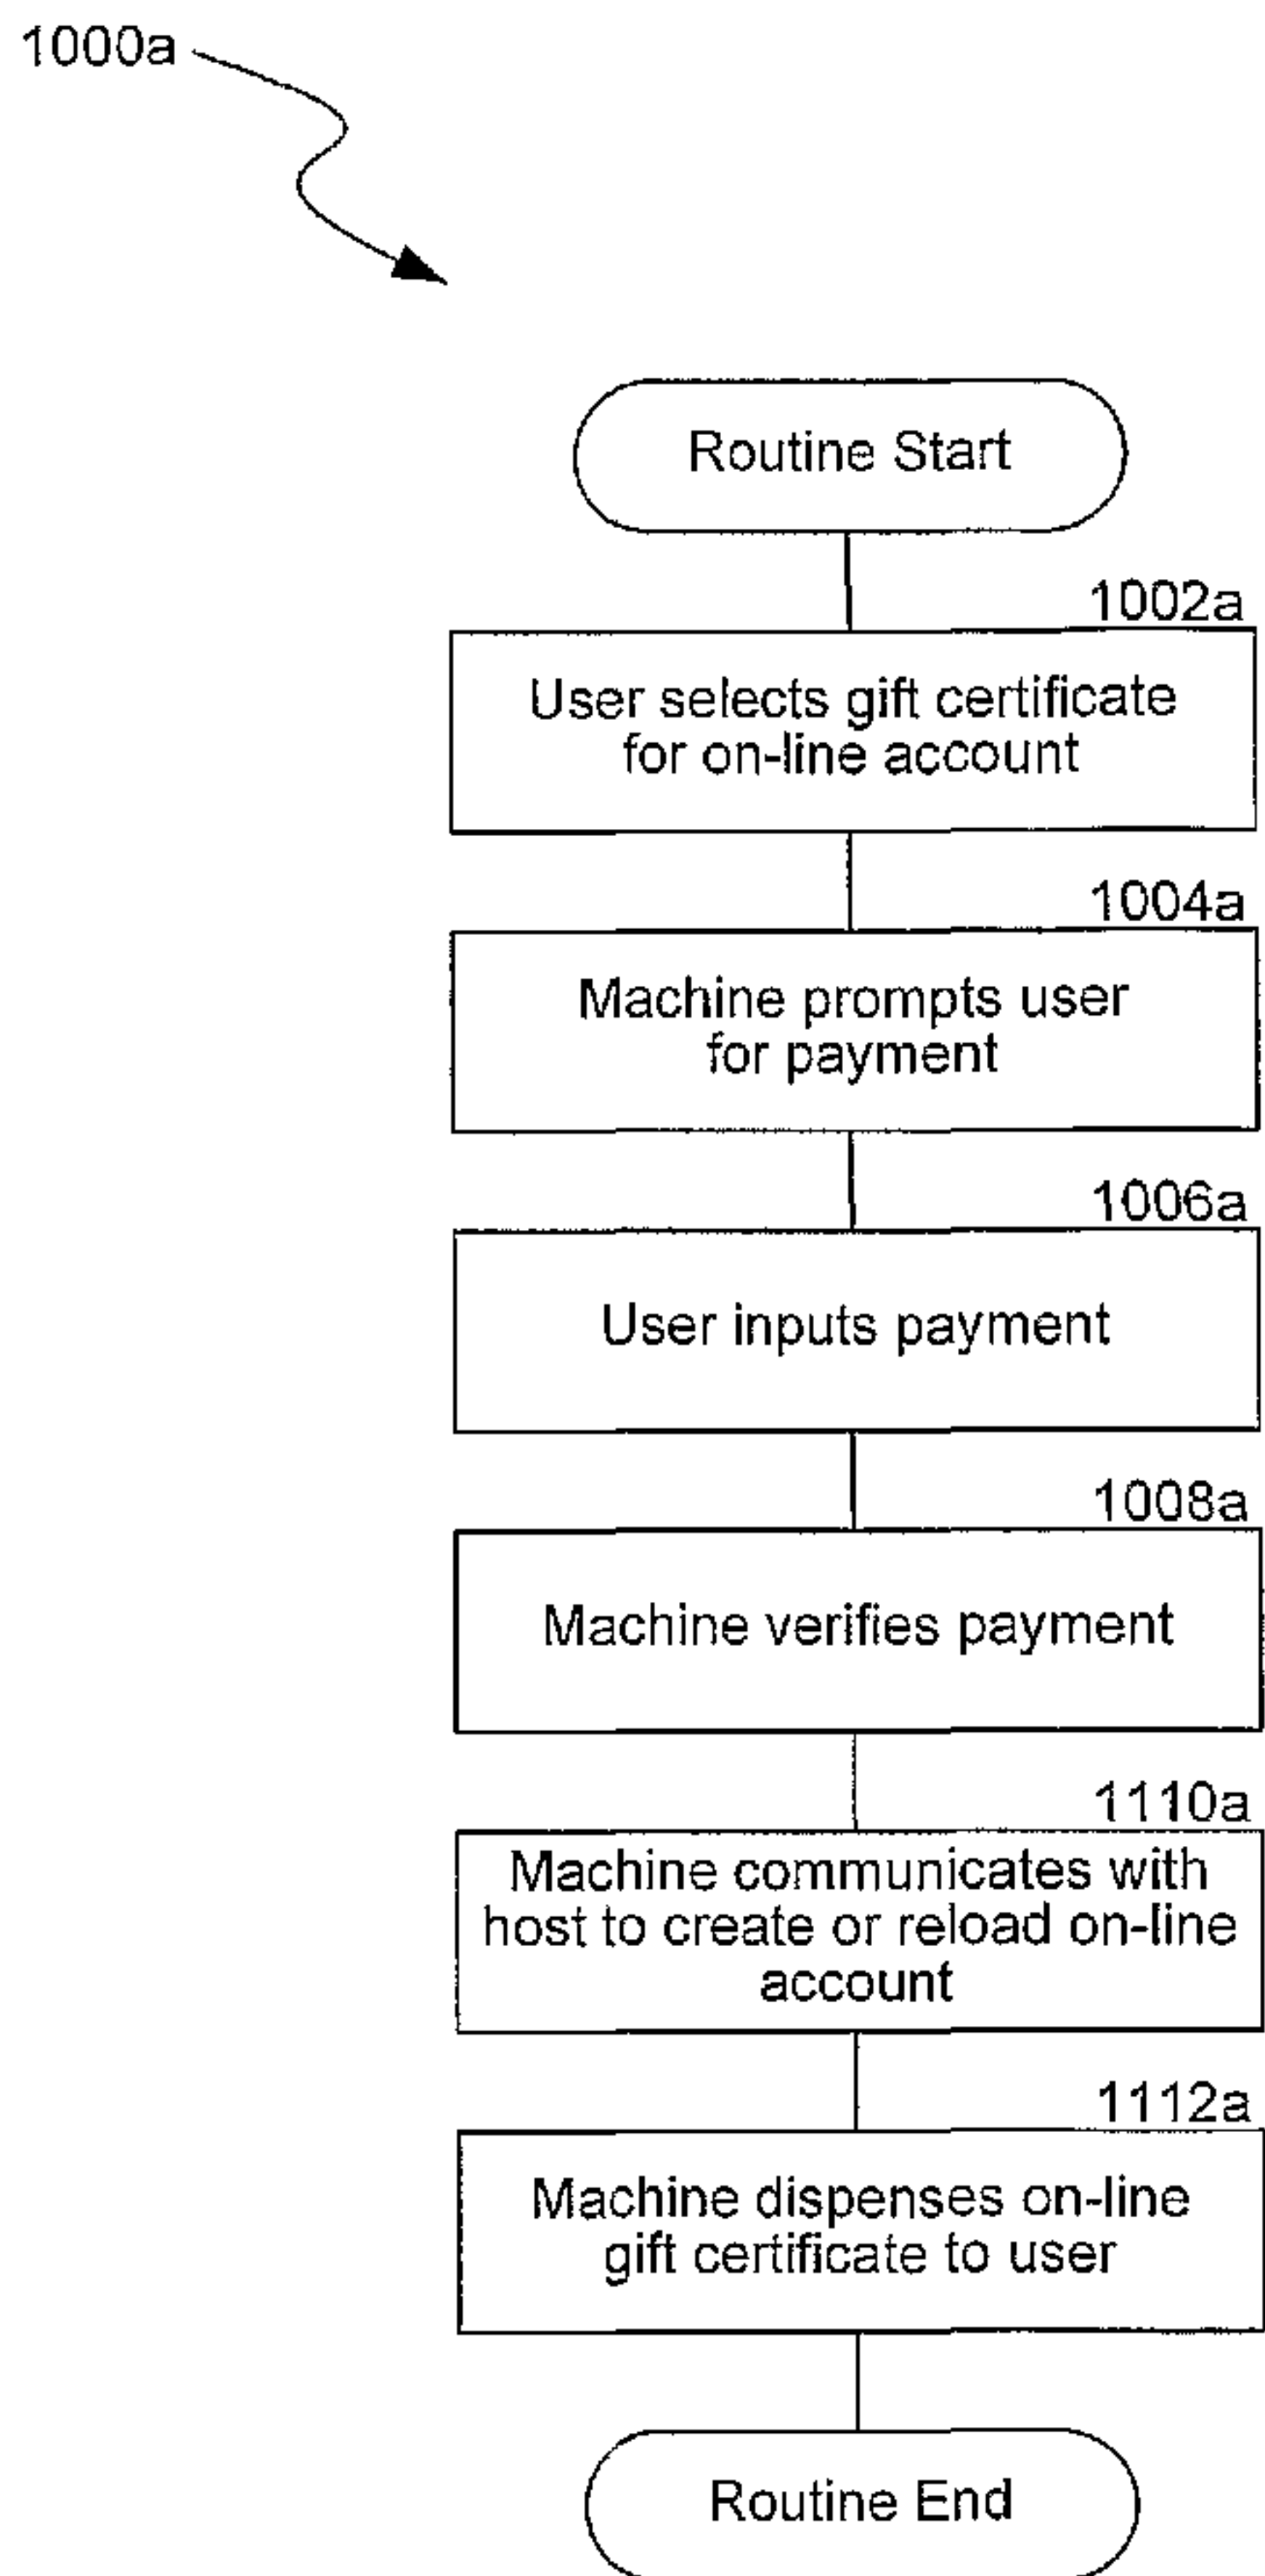 1000a
Routine Start
1002a
User selects gift certificate
for on-line account
1004a
Machine prompts user
for payment
1006a
User inputs payment
1008a
Machine verifies payment
1110a
Machine communicates with
host to create or reload on-line
account
1112a
Machine dispenses on-line
gift certificate to user
Routine End